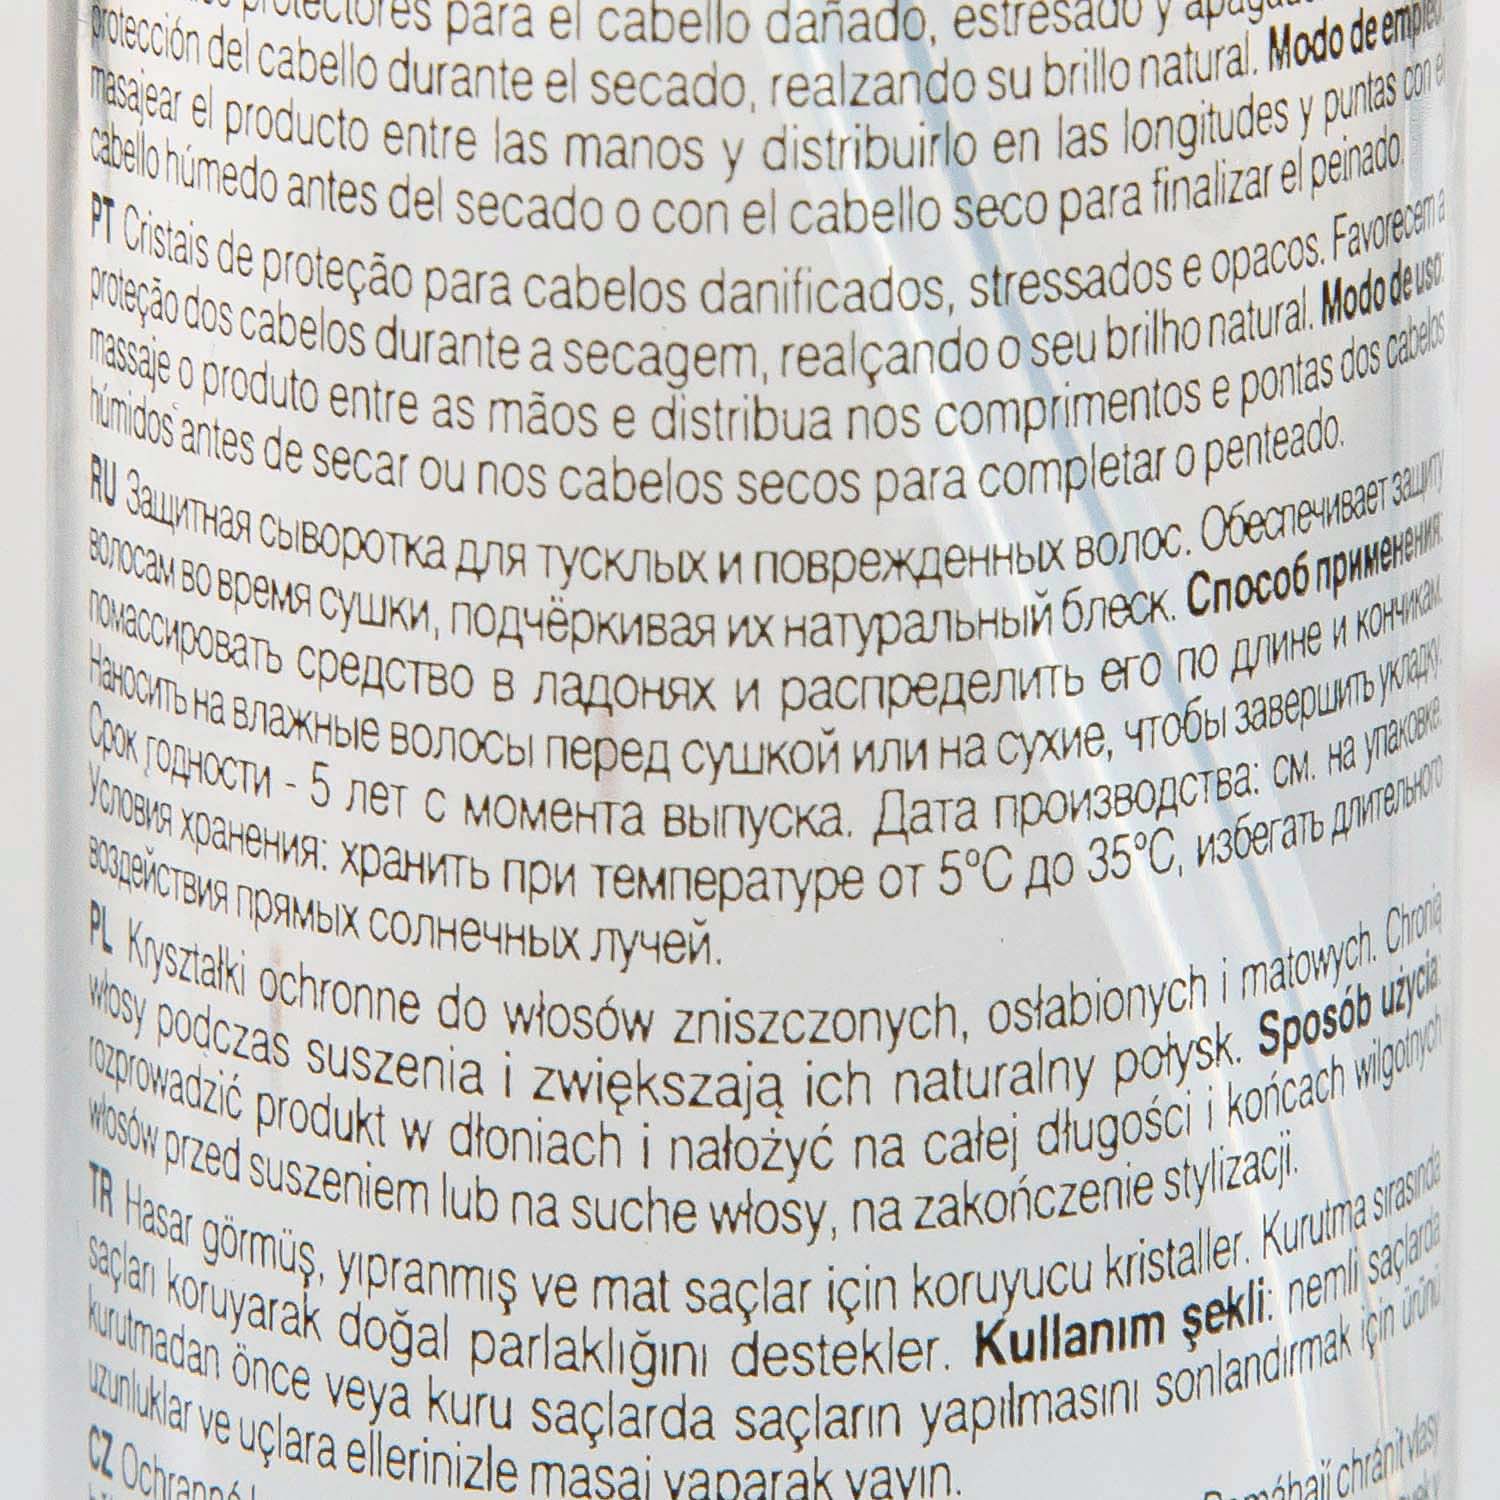 protectores para el cabello dañado, estresado y
protección del cabello durante el secado, realzando su brillo natural. Modo de empleo:
masajear el producto entre las manos y distribuirlo en las longitudes y puntas con el
cabello húmedo antes del secado o con el cabello seco para finalizar el peinado.
PT Cristais de proteção para cabelos danificados, stressados e opacos. Favorecem a
proteção dos cabelos durante a secagem, realçando o seu brilho natural. Modo de uso:
massaje o produto entre as mãos e distribua nos comprimentos e pontas dos cabelos
húmidos antes de secar ou nos cabelos secos para completar o penteado.
RU Защитная сыворотка для тусклых и поврежденных волос. Обеспечивает защиту
волосам во время сушки, подчёркивая их натуральный блеск. Способ применения:
помассировать средство в ладонях и распределить его по длине и кончикам.
Наносить на влажные волосы перед сушкой или на сухие, чтобы завершить укладку.
Срок годности - 5 лет с момента выпуска. Дата производства: см. на упаковке.
Условия хранения: хранить при температуре от 5°C до 35°C, избегать длительного
воздействия прямых солнечных лучей.
PL Kryształki ochronne do włosów zniszczonych, osłabionych i matowych. Chronią
włosy podczas suszenia i zwiększają ich naturalny połysk. Sposób użycia:
rozprowadzić produkt w dłoniach i nałożyć na całej długości i końcach wilgotnych
włosów przed suszeniem lub na suche włosy, na zakończenie stylizacji.
TR Hasar görmüş, yıpranmış ve mat saçlar için koruyucu kristaller. Kurutma sırasında
saçları koruyarak doğal parlaklığını destekler. Kullanım şekli: nemli saçlarda
kurutmadan önce veya kuru saçlarda saçların yapılmasını sonlandırmak için ürünü
uzunluklar ve uçlara ellerinizle masaj yaparak yayın.
CZ Ochranné chránit vlasy